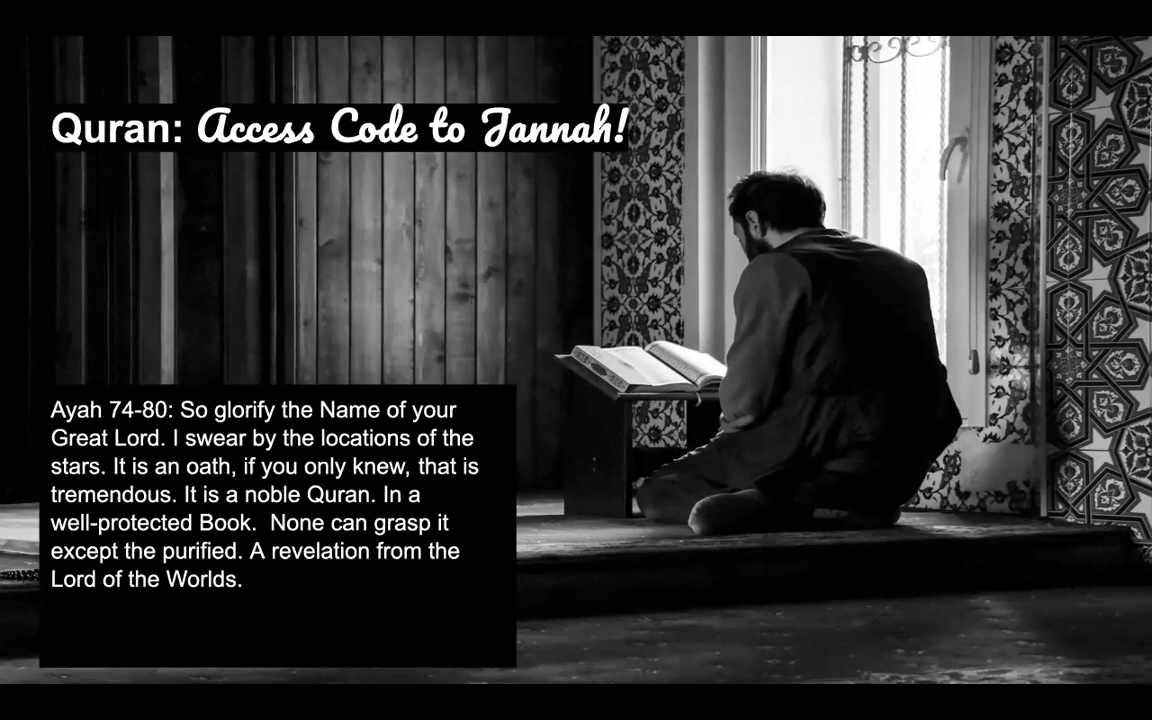 Quran: Access Code to Jannah!
Ayah 74-80: So glorify the Name of your
Great Lord. I swear by the locations of the
stars. It is an oath, if you only knew, that is
tremendous. It is a noble Quran. In a
well-protected Book.  None can grasp it
except the purified. A revelation from the
Lord of the Worlds.